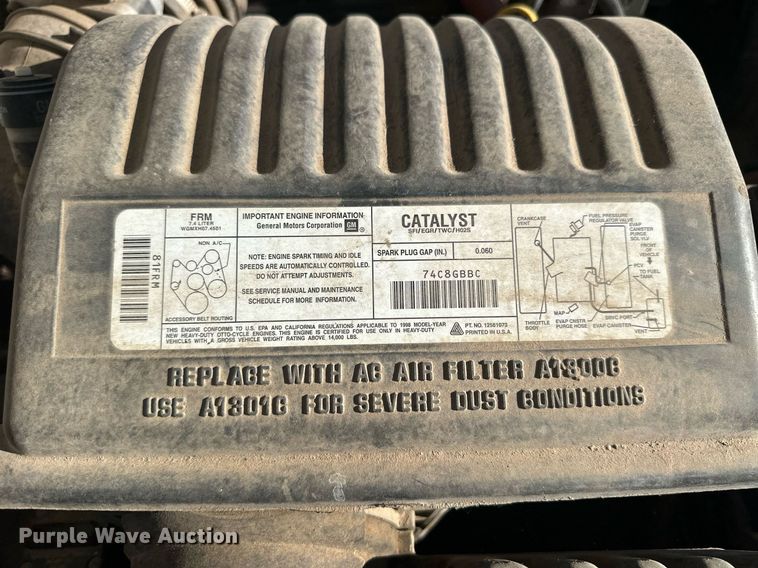 FRM
7.4 LITER
WGMXH07.4501
NON A/C
ACCESSORY BELT ROUTING
8JFRM
IMPORTANT ENGINE INFORMATION
General Motors Corporation GM
NOTE: ENGINE SPARK TIMING AND IDLE
SPEEDS ARE AUTOMATICALLY CONTROLLED.
DO NOT ATTEMPT ADJUSTMENTS.
SEE SERVICE MANUAL AND MAINTENANCE
SCHEDULE FOR MORE INFORMATION.
CATALYST
SFI/EGR/TWC/HO2S
SPARK PLUG GAP (IN.) 0.060
74C8GBBC
CRANKCASE
VENT
FUEL PRESSURE
REGULATOR VALVE
EVAP
CANISTER
PURGE
SOL VLV
FRONT
OF
VEHICLE
PCV
TO FUEL
TANK
MAP
SRVC PORT
THROTTLE
BODY
EVAP CNSTR
PURGE HOSE
EVAP CANISTER
VENT
THIS ENGINE CONFORMS TO U.S. EPA AND CALIFORNIA REGULATIONS APPLICABLE TO 1998 MODEL-YEAR
NEW HEAVY-DUTY OTTO-CYCLE ENGINES. THIS ENGINE IS CERTIFIED FOR USE ONLY IN HEAVY-DUTY
VEHICLES WITH A GROSS VEHICLE WEIGHT RATING ABOVE 14,000 LBS.
PT. NO. 12561073
PRINTED IN U.S.A.
REPLACE WITH AC AIR FILTER A1300C
USE A1301C FOR SEVERE DUST CONDITIONS
Purple Wave Auction